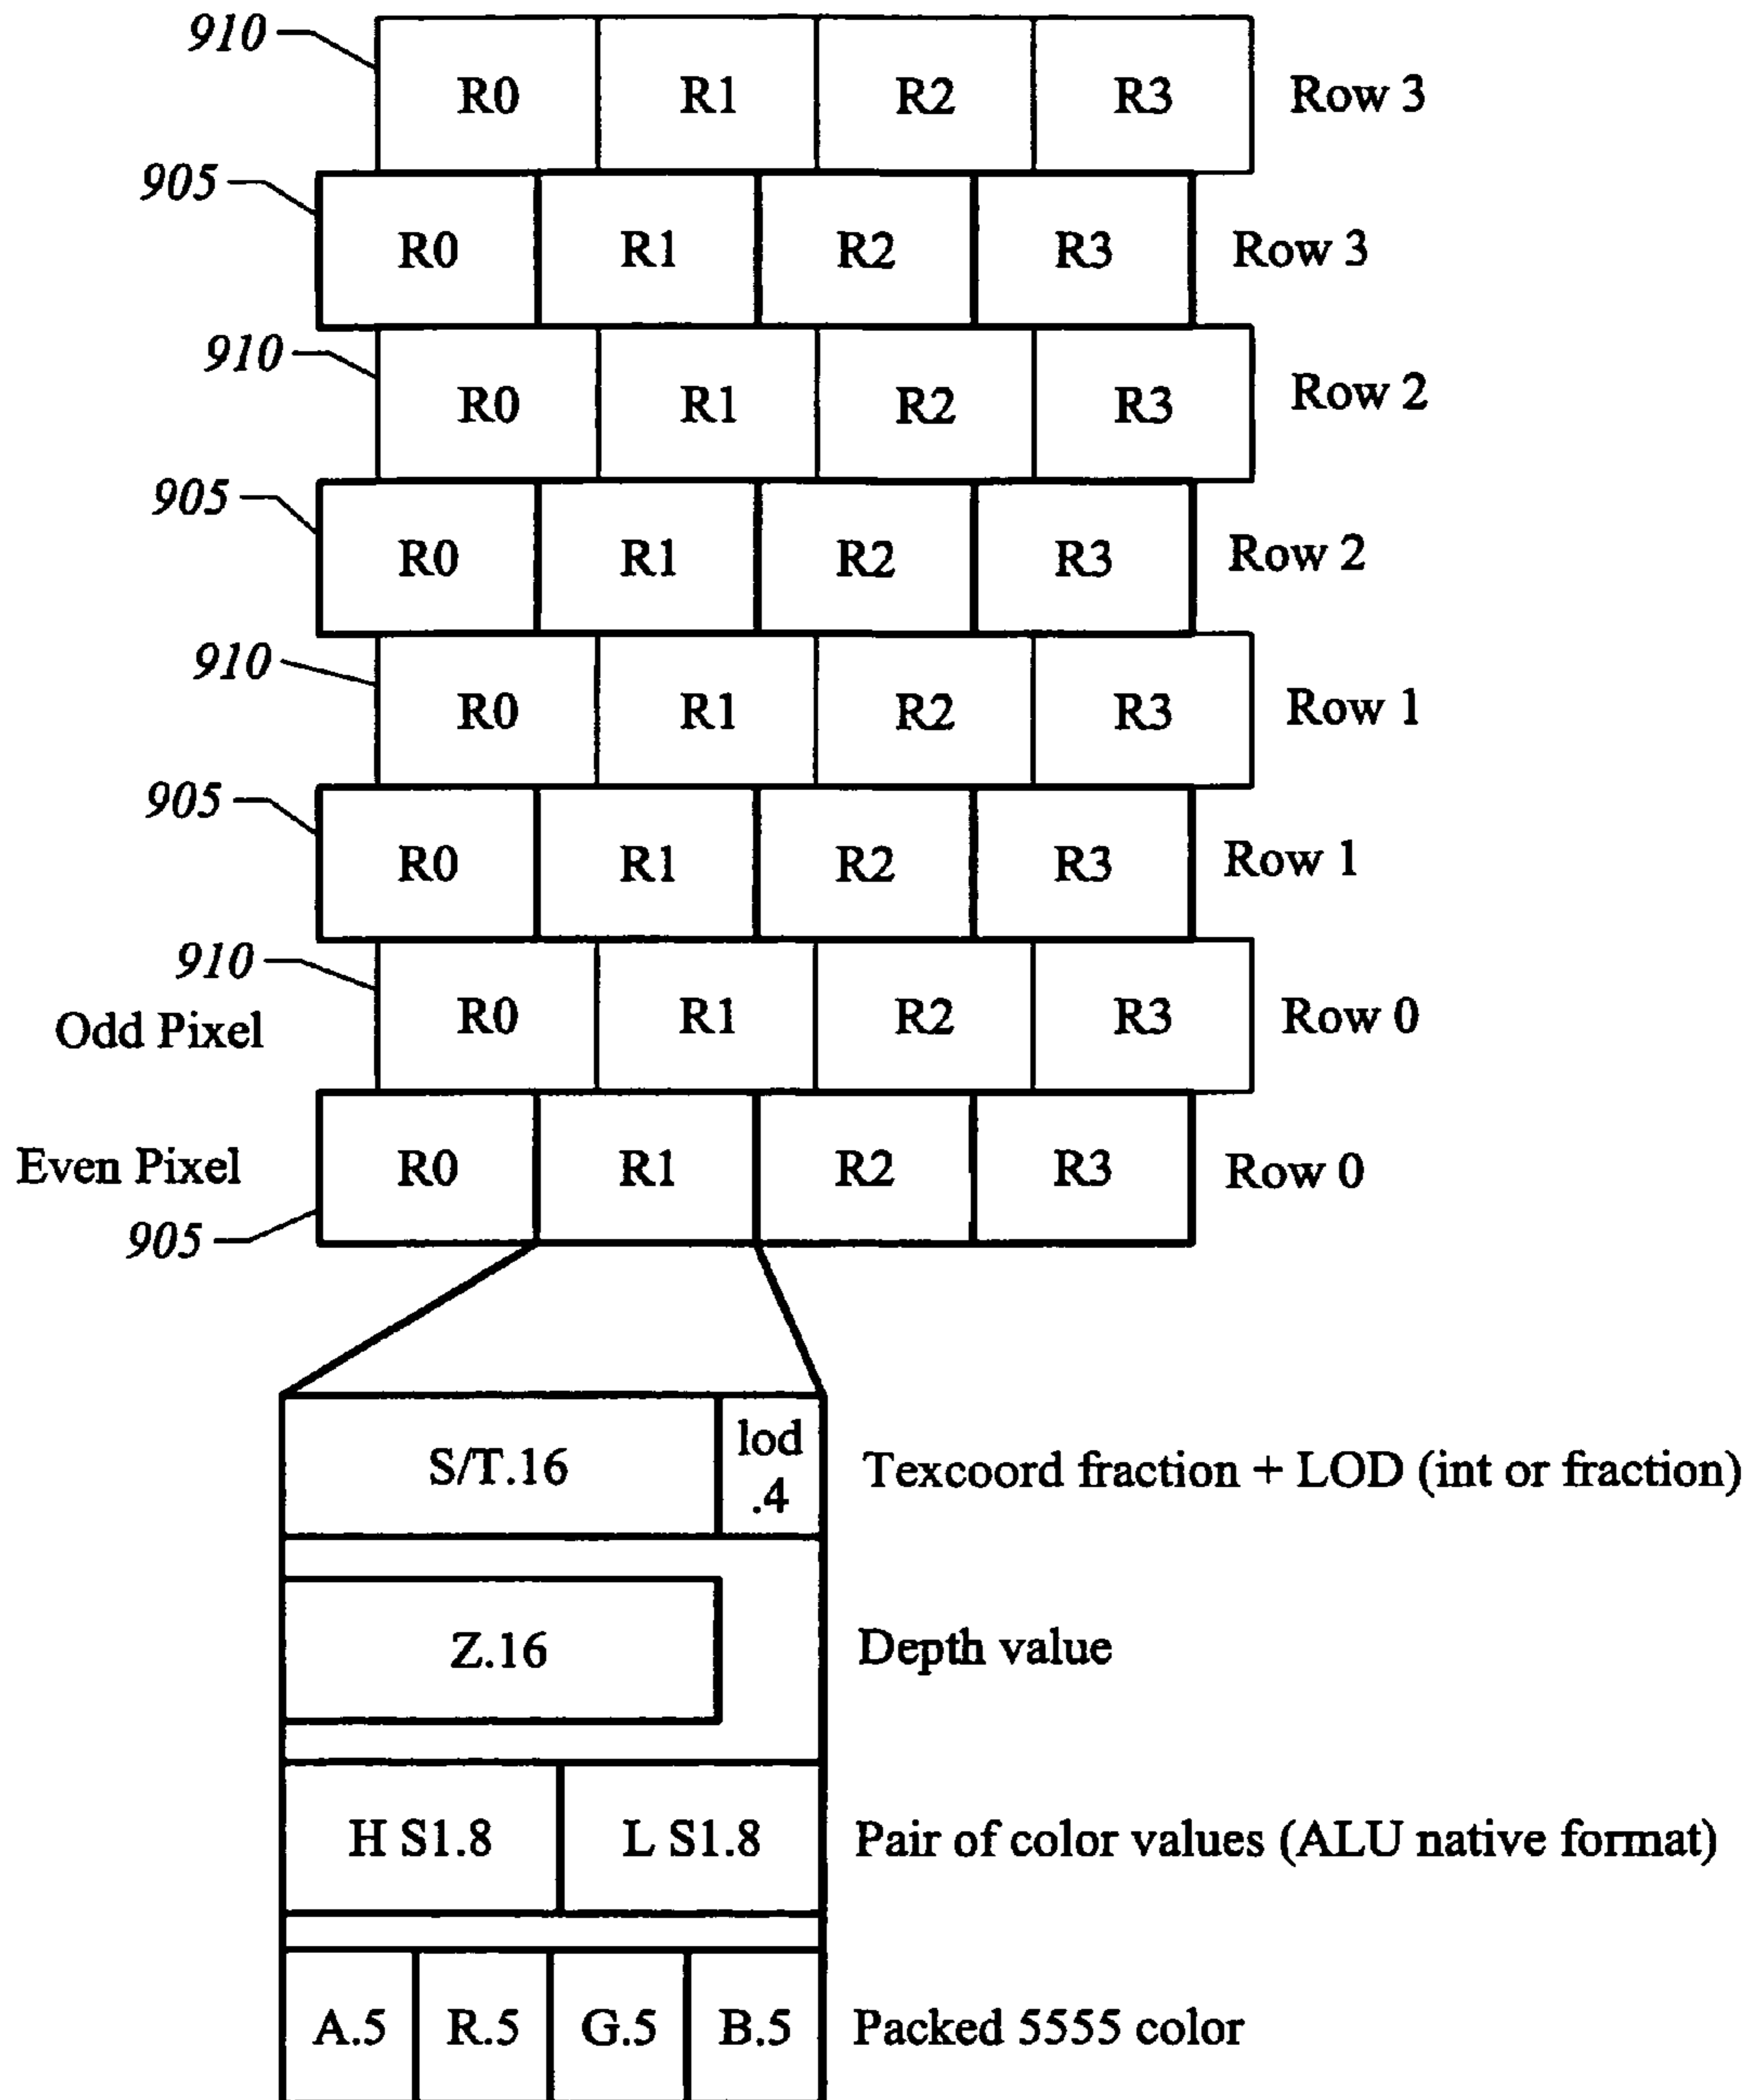 910
R0 R1 R2 R3 Row 3
905
R0 R1 R2 R3 Row 3
910
R0 R1 R2 R3 Row 2
905
R0 R1 R2 R3 Row 2
910
R0 R1 R2 R3 Row 1
905
R0 R1 R2 R3 Row 1
910
Odd Pixel R0 R1 R2 R3 Row 0
Even Pixel R0 R1 R2 R3 Row 0
905
S/T.16 lod .4 Texcoord fraction + LOD (int or fraction)
Z.16 Depth value
H S1.8 L S1.8 Pair of color values (ALU native format)
A.5 R.5 G.5 B.5 Packed 5555 color